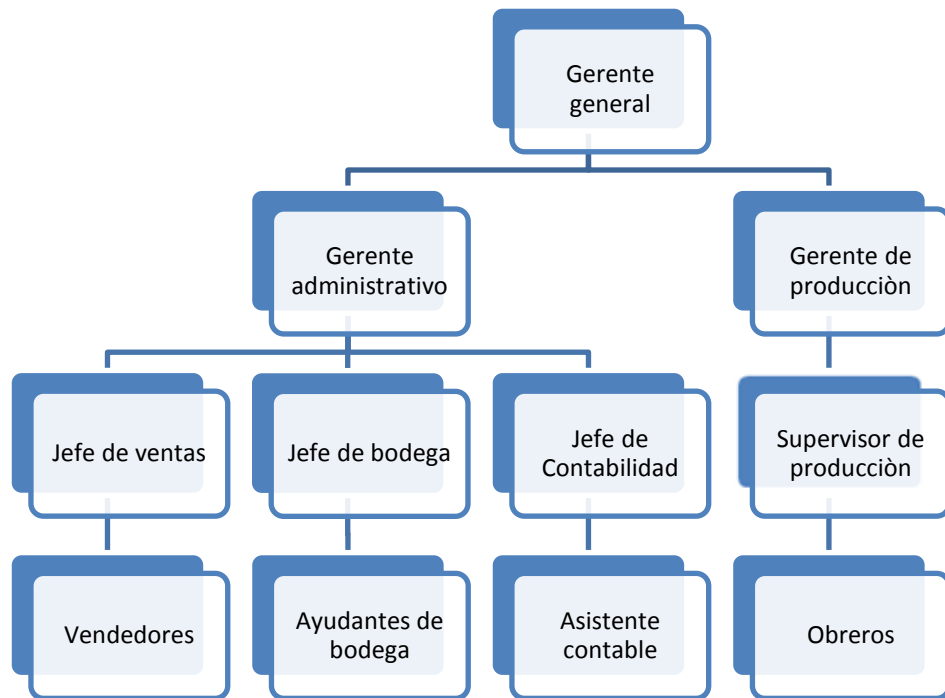 Gerente
general
Gerente
administrativo
Gerente de
producciòn
Jefe de ventas
Jefe de bodega
Jefe de
Contabilidad
Supervisor de
producciòn
Vendedores
Ayudantes de
bodega
Asistente
contable
Obreros